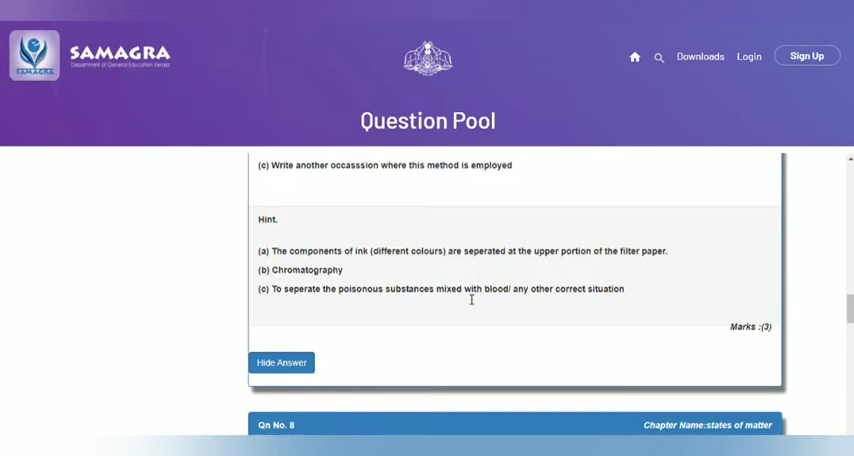 SAMAGRA
SAMAGRA
Department of General Education Kerala
Downloads
Login
Sign Up
Question Pool
(c) Write another occasssion where this method is employed
Hint.
(a) The components of ink (different colours) are seperated at the upper portion of the filter paper.
(b) Chromatography
(c) To seperate the poisonous substances mixed with blood/ any other correct situation
Marks :(3)
Hide Answer
Qn No. 8
Chapter Name:states of matter